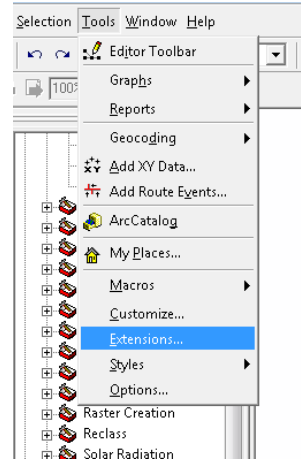 Selection Tools Window Help
Editor Toolbar
100%
Graphs
Reports
Geocoding
Add XY Data...
Add Route Events...
ArcCatalog
My Places...
Macros
Customize...
Extensions...
Styles
Options...
Raster Creation
Reclass
Solar Radiation